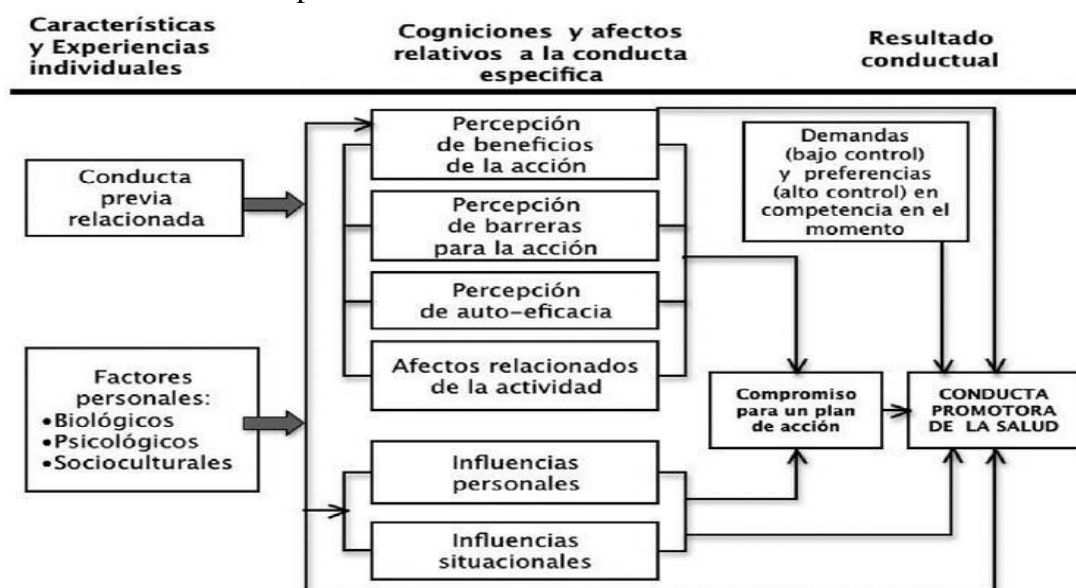 Características
y Experiencias
individuales
Cogniciones y afectos
relativos a la conducta
especifica
Resultado
conductual
Conducta
previa
relacionada
Factores
personales:
•Biológicos
•Psicológicos
•Socioculturales
Percepción
de beneficios
de la acción
Percepción
de barreras
para la acción
Percepción
de auto-eficacia
Afectos relacionados
de la actividad
Influencias
personales
Influencias
situacionales
Demandas
(bajo control)
y preferencias
(alto control) en
competencia en el
momento
Compromiso
para un plan
de acción
CONDUCTA
PROMOTORA
DE LA SALUD